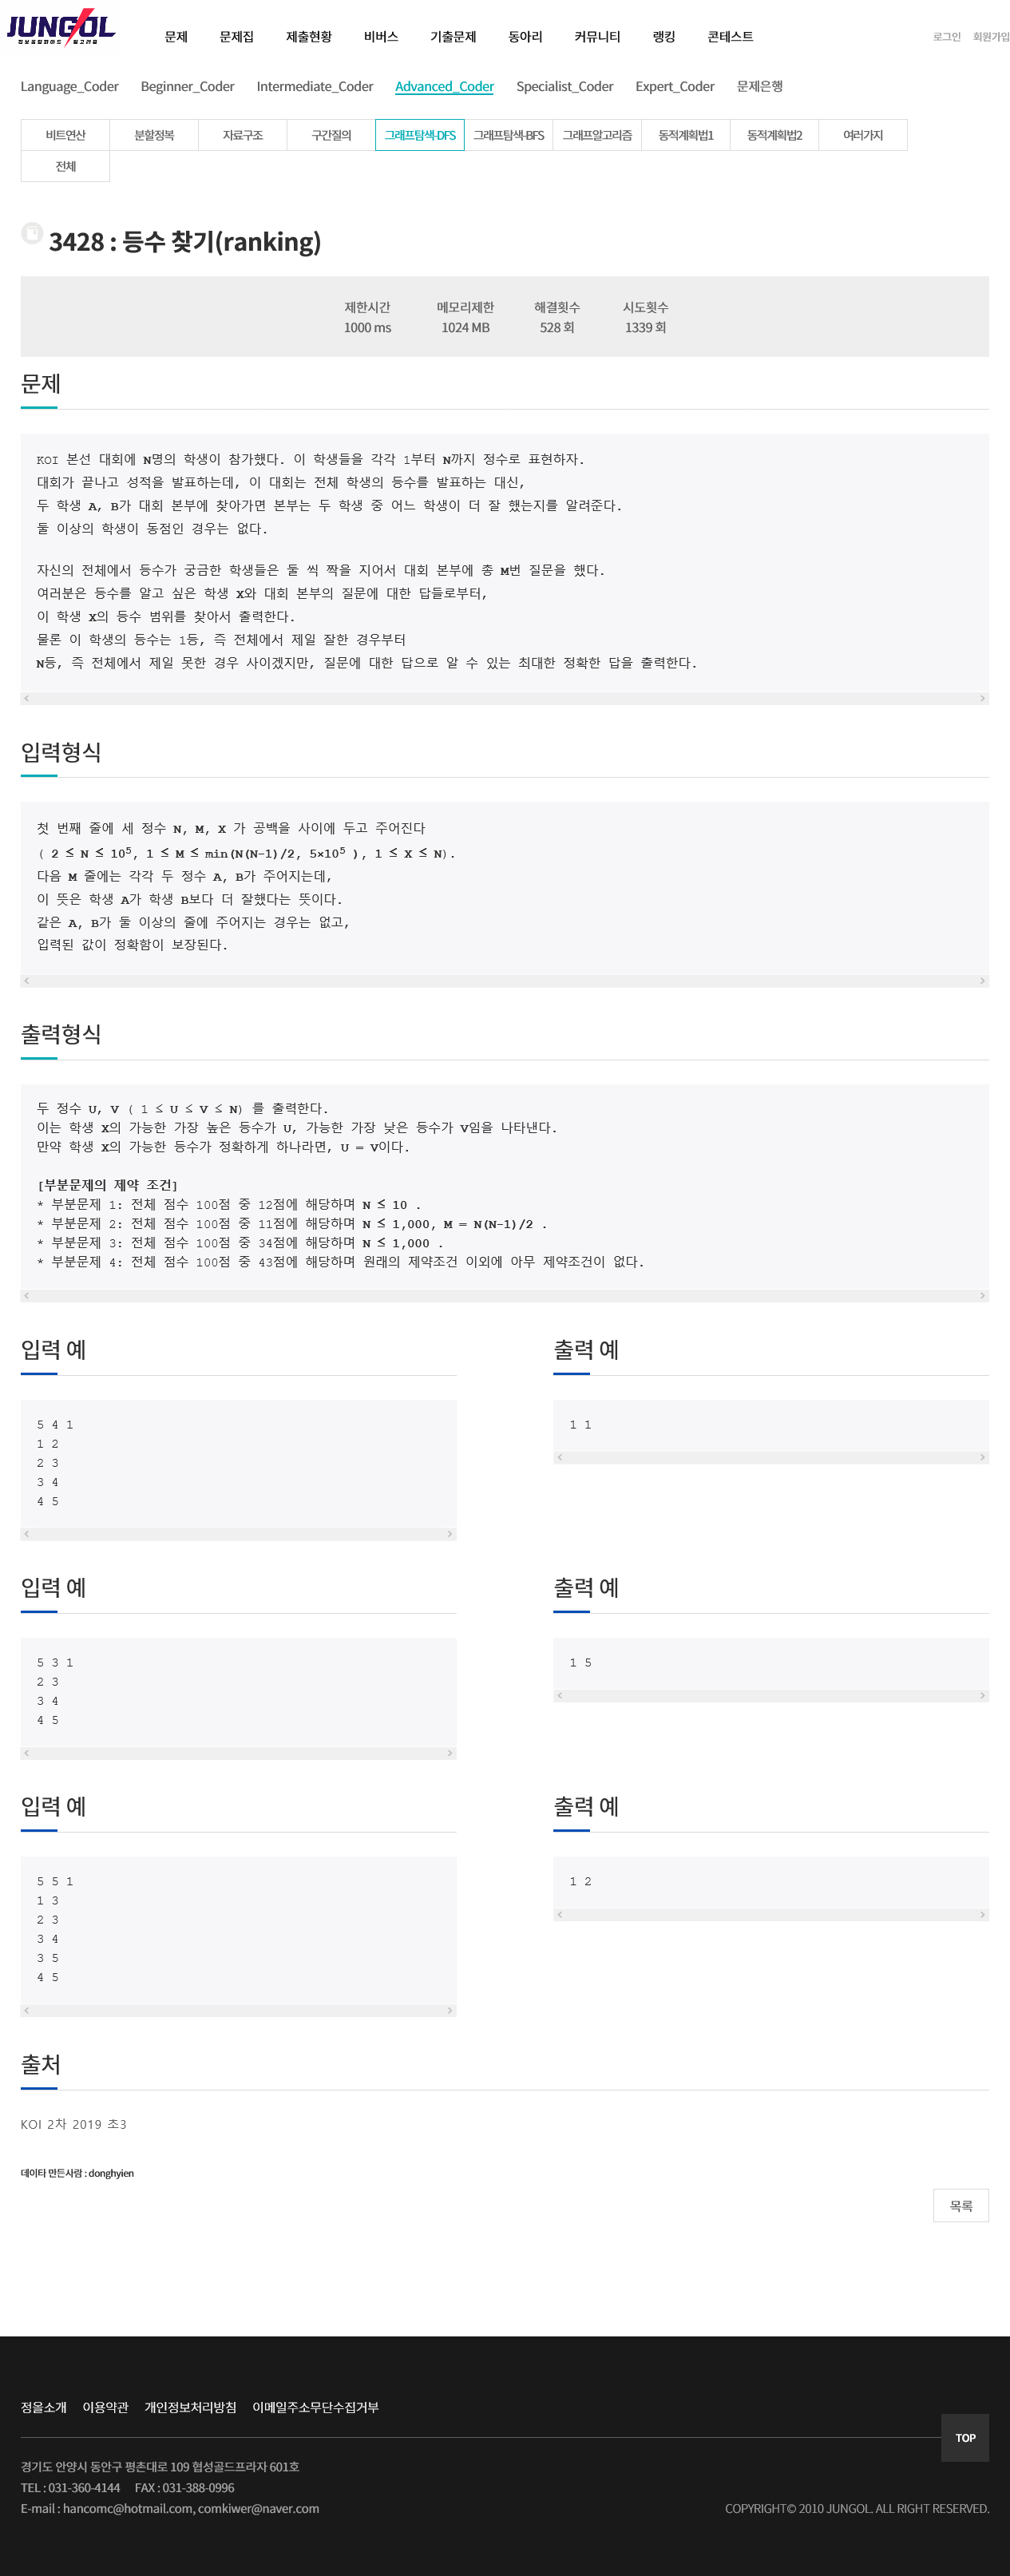 JUNGOL
정보올림피아드 알고리즘
문제 문제집 제출현황 비버스 기출문제 동아리 커뮤니티 랭킹 콘테스트 로그인 회원가입
Language_Coder Beginner_Coder Intermediate_Coder Advanced_Coder Specialist_Coder Expert_Coder 문제은행
비트연산 분할정복 자료구조 구간질의 그래프탐색-DFS 그래프탐색-BFS 그래프알고리즘 동적계획법1 동적계획법2 여러가지
전체
3428 : 등수 찾기(ranking)
제한시간 메모리제한 해결횟수 시도횟수
1000 ms 1024 MB 528 회 1339 회
문제
KOI 본선 대회에 N명의 학생이 참가했다. 이 학생들을 각각 1부터 N까지 정수로 표현하자.
대회가 끝나고 성적을 발표하는데, 이 대회는 전체 학생의 등수를 발표하는 대신,
두 학생 A, B가 대회 본부에 찾아가면 본부는 두 학생 중 어느 학생이 더 잘 했는지를 알려준다.
둘 이상의 학생이 동점인 경우는 없다.
자신의 전체에서 등수가 궁금한 학생들은 둘 씩 짝을 지어서 대회 본부에 총 M번 질문을 했다.
여러분은 등수를 알고 싶은 학생 X와 대회 본부의 질문에 대한 답들로부터,
이 학생 X의 등수 범위를 찾아서 출력한다.
물론 이 학생의 등수는 1등, 즉 전체에서 제일 잘한 경우부터
N등, 즉 전체에서 제일 못한 경우 사이겠지만, 질문에 대한 답으로 알 수 있는 최대한 정확한 답을 출력한다.
입력형식
첫 번째 줄에 세 정수 N, M, X 가 공백을 사이에 두고 주어진다
( 2 ≤ N ≤ 10⁵, 1 ≤ M ≤ min(N(N-1)/2, 5×10⁵ ), 1 ≤ X ≤ N).
다음 M 줄에는 각각 두 정수 A, B가 주어지는데,
이 뜻은 학생 A가 학생 B보다 더 잘했다는 뜻이다.
같은 A, B가 둘 이상의 줄에 주어지는 경우는 없고,
입력된 값이 정확함이 보장된다.
출력형식
두 정수 U, V ( 1 ≤ U ≤ V ≤ N) 를 출력한다.
이는 학생 X의 가능한 가장 높은 등수가 U, 가능한 가장 낮은 등수가 V임을 나타낸다.
만약 학생 X의 가능한 등수가 정확하게 하나라면, U = V이다.
[부분문제의 제약 조건]
* 부분문제 1: 전체 점수 100점 중 12점에 해당하며 N ≤ 10 .
* 부분문제 2: 전체 점수 100점 중 11점에 해당하며 N ≤ 1,000, M = N(N-1)/2 .
* 부분문제 3: 전체 점수 100점 중 34점에 해당하며 N ≤ 1,000 .
* 부분문제 4: 전체 점수 100점 중 43점에 해당하며 원래의 제약조건 이외에 아무 제약조건이 없다.
입력 예
5 4 1
1 2
2 3
3 4
4 5
출력 예
1 1
입력 예
5 3 1
2 3
3 4
4 5
출력 예
1 5
입력 예
5 5 1
1 3
2 3
3 4
3 5
4 5
출력 예
1 2
출처
KOI 2차 2019 초3
데이타 만든사람 : donghyien
목록
정올소개 이용약관 개인정보처리방침 이메일주소무단수집거부
TOP
경기도 안양시 동안구 평촌대로 109 협성골드프라자 601호
TEL : 031-360-4144 FAX : 031-388-0996
E-mail : hancomc@hotmail.com, comkiwer@naver.com
COPYRIGHT© 2010 JUNGOL. ALL RIGHT RESERVED.